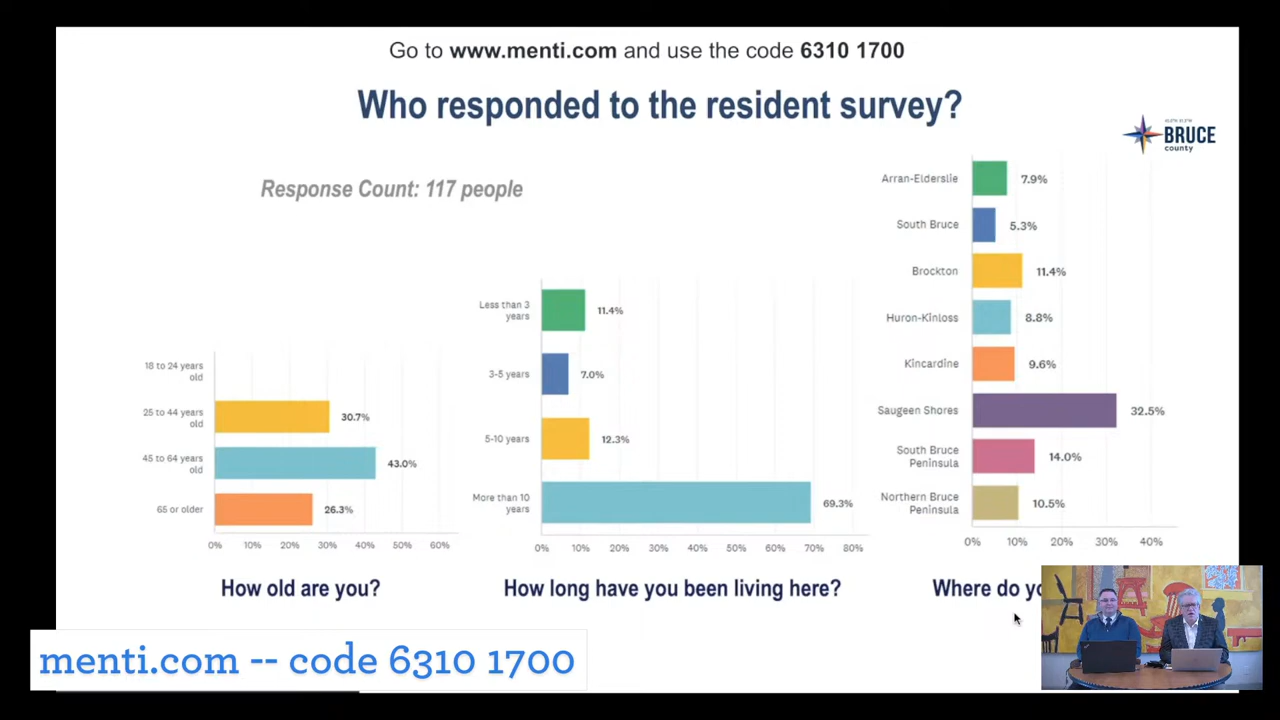 Go to www.menti.com and use the code 6310 1700
Who responded to the resident survey?
BRUCE
county
Response Count: 117 people
18 to 24 years
old
25 to 44 years
old
30.7%
45 to 64 years
old
43.0%
65 or older
26.3%
0% 10% 20% 30% 40% 50% 60%
How old are you?
Less than 3
years
11.4%
3-5 years
7.0%
5-10 years
12.3%
More than 10
years
69.3%
0% 10% 20% 30% 40% 50% 60% 70% 80%
How long have you been living here?
Arran-Elderslie
7.9%
South Bruce
5.3%
Brockton
11.4%
Huron-Kinloss
8.8%
Kincardine
9.6%
Saugeen Shores
32.5%
South Bruce
Peninsula
14.0%
Northern Bruce
Peninsula
10.5%
0% 10% 20% 30% 40%
Where do yo
menti.com -- code 6310 1700